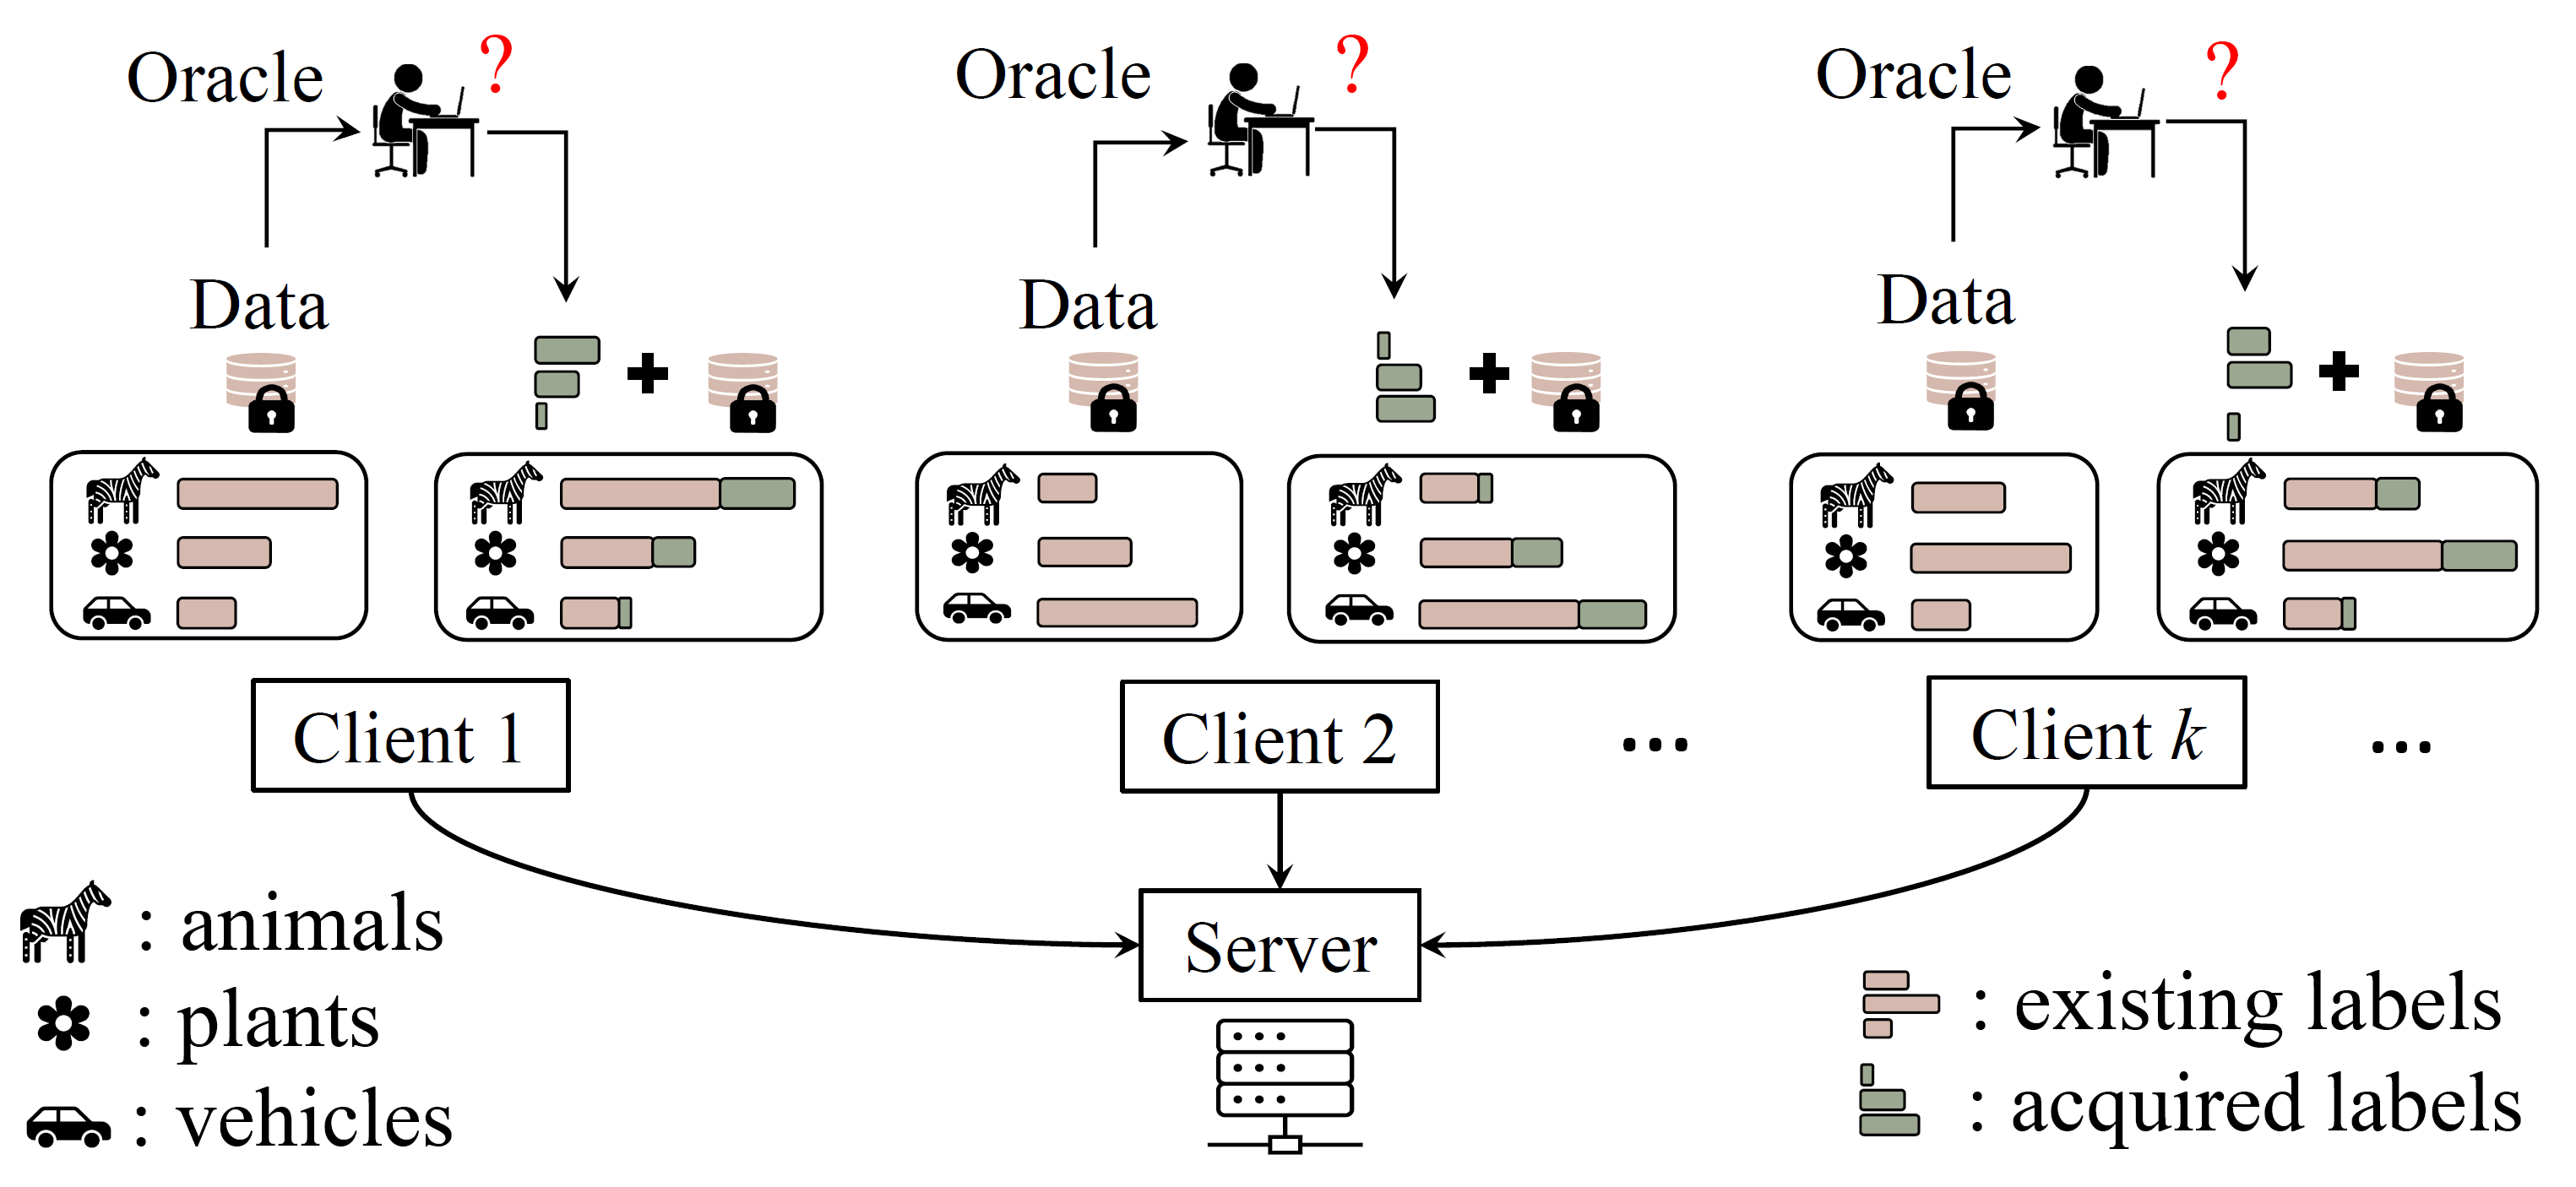 Oracle ?
Oracle ?
Oracle ?
Data
Data
Data
Client 1
Client 2
...
Client k
...
Server
: animals
: plants
: vehicles
: existing labels
: acquired labels